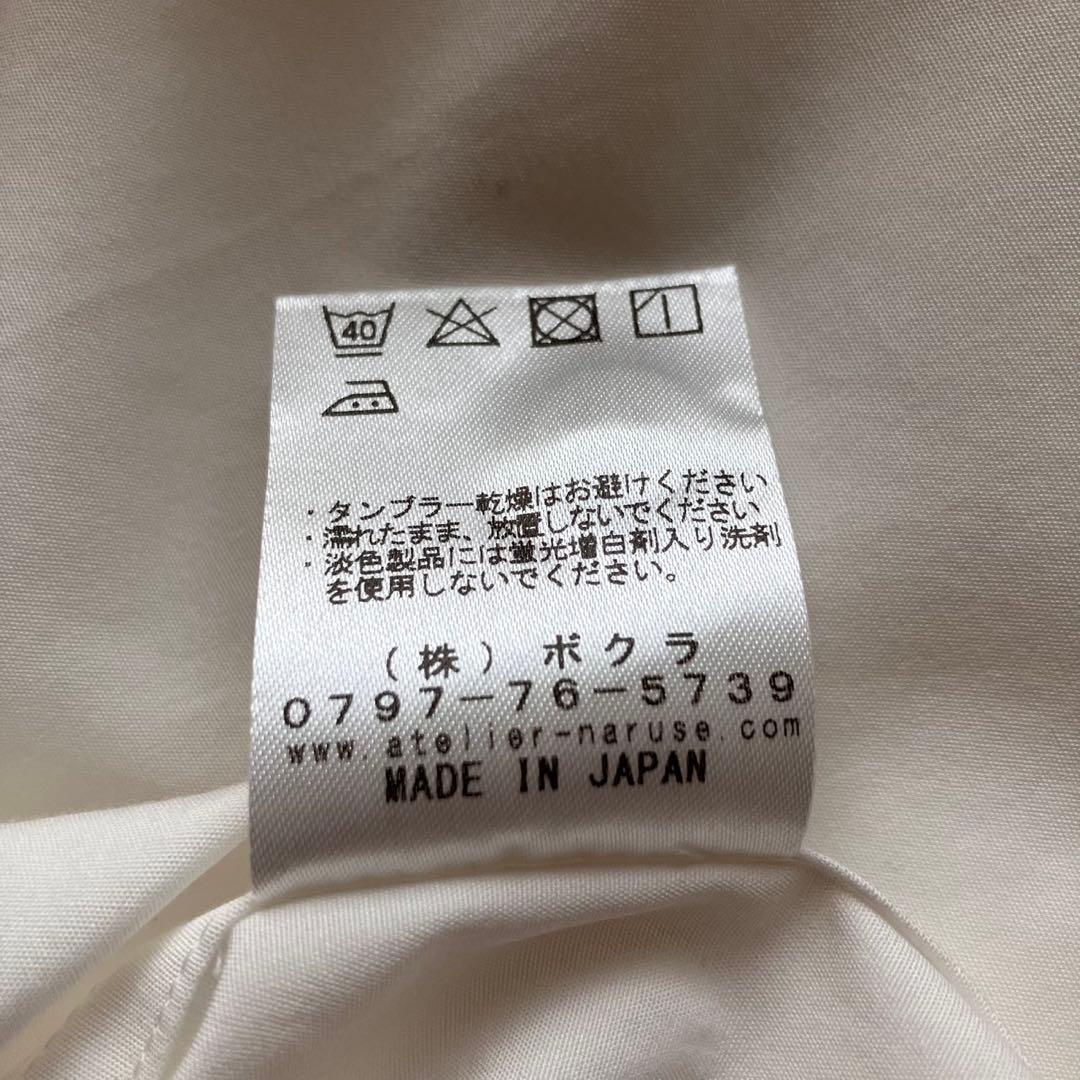 40
・タンブラー乾燥はお避けください
・濡れたまま、放置しないでください
・淡色製品には蛍光増白剤入り洗剤
を使用しないでください。
（株）ボクラ
0797-76-5739
www.atelier-naruse.com
MADE IN JAPAN